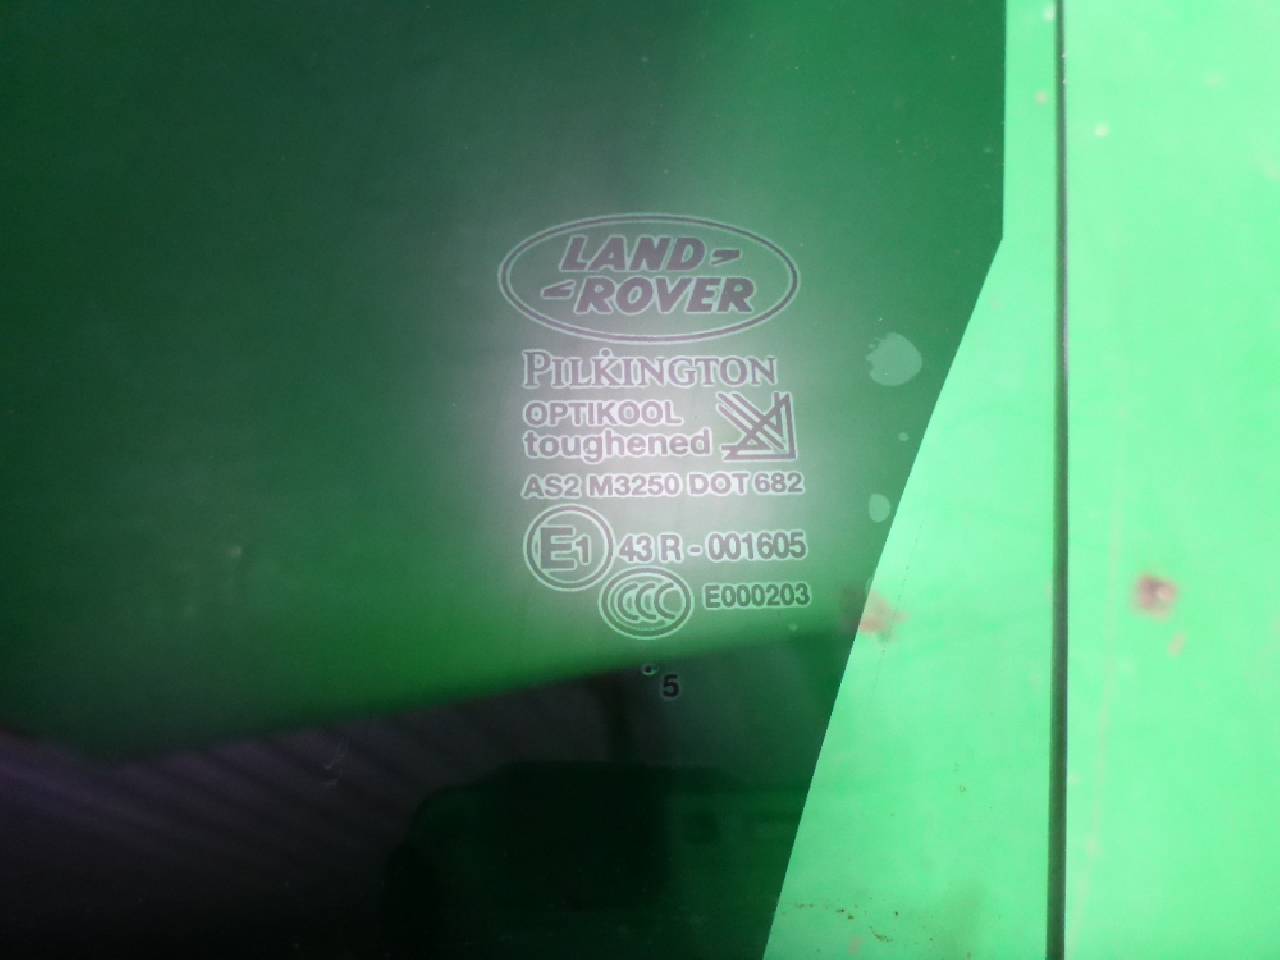 LAND
ROVER
PILKINGTON
OPTIKOOL
toughened
AS2 M3250 DOT 682
E1 43 R - 001605
CCC E000203
5